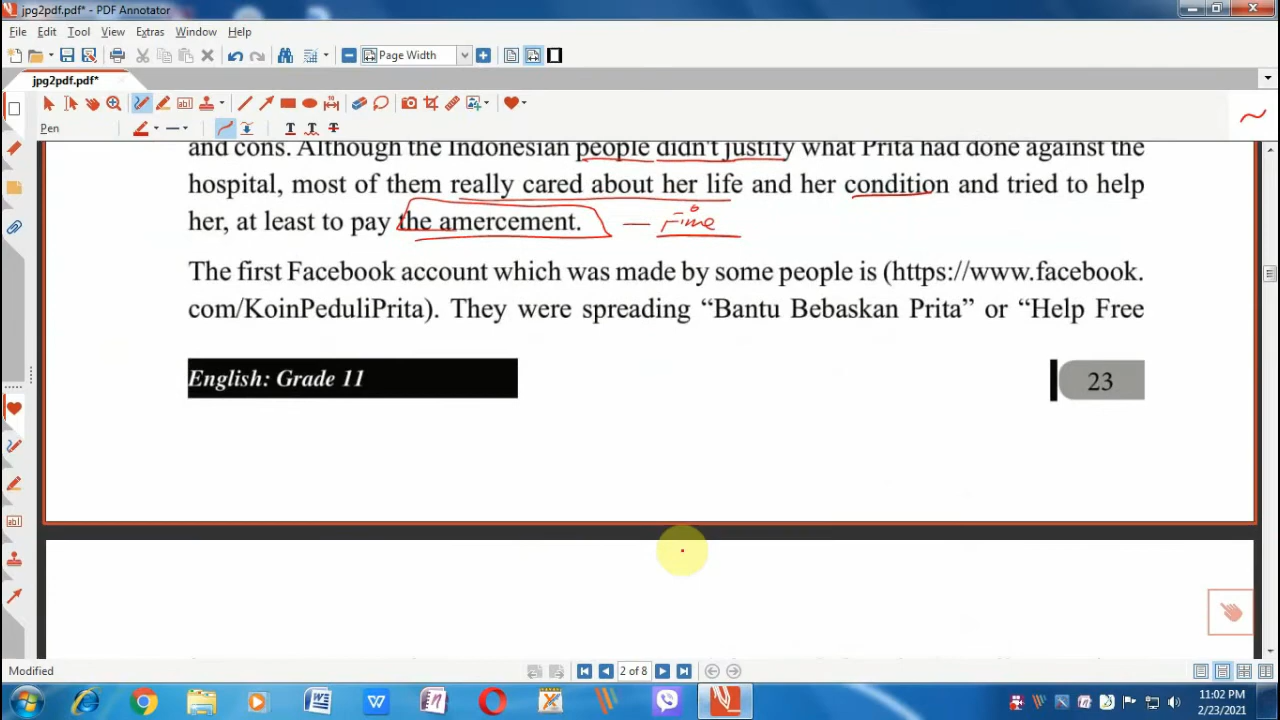 jpg2pdf.pdf* - PDF Annotator
File Edit Tool Jump Extras Window Help
Page Width
jpg2pdf.pdf*
Pen
and cons. Although the Indonesian people didn't justify what Prita had done against the
hospital, most of them really cared about her life and her condition and tried to help
her, at least to pay the amercement. — Fine
The first Facebook account which was made by some people is (https://www.facebook.
com/KoinPeduliPrita). They were spreading “Bantu Bebaskan Prita” or “Help Free
English: Grade 11
23
Modified
2 of 8
11:02 PM
2/23/2021